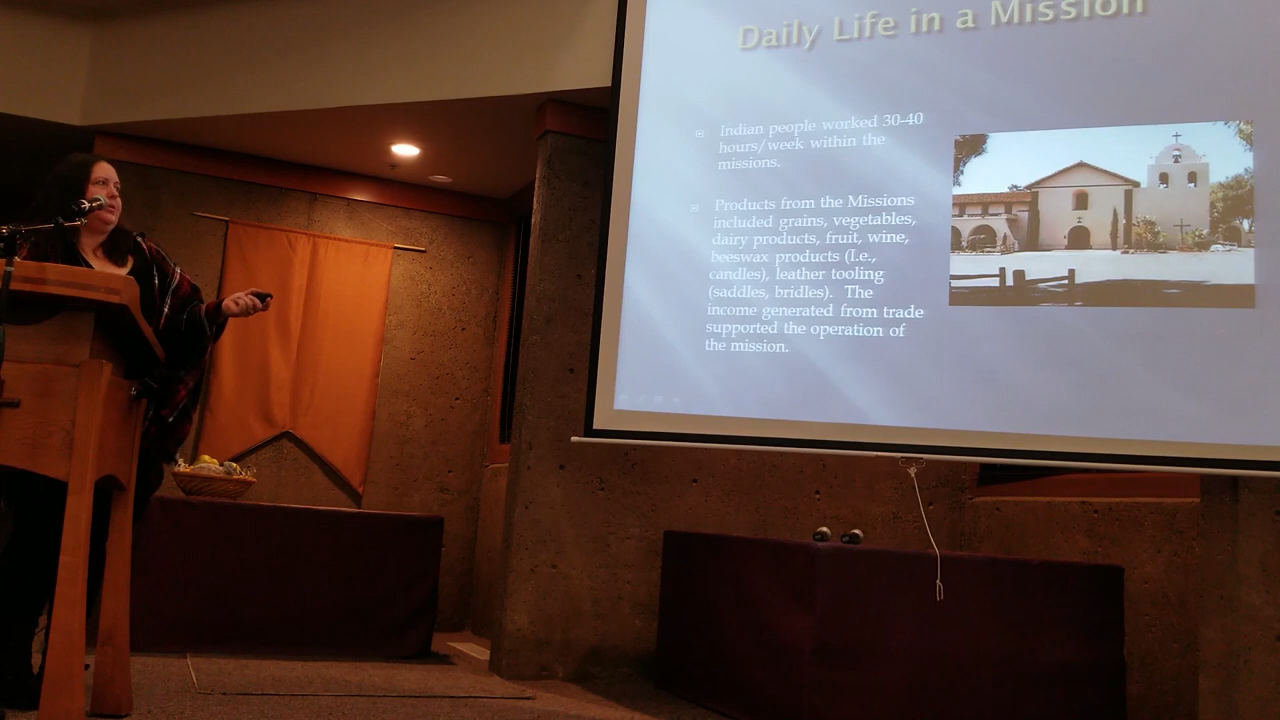 Daily Life in a Mission
Indian people worked 30-40
hours/week within the
missions.
Products from the Missions
included grains, vegetables,
dairy products, fruit, wine,
beeswax products (I.e.,
candles), leather tooling
(saddles, bridles). The
income generated from trade
supported the operation of
the mission.